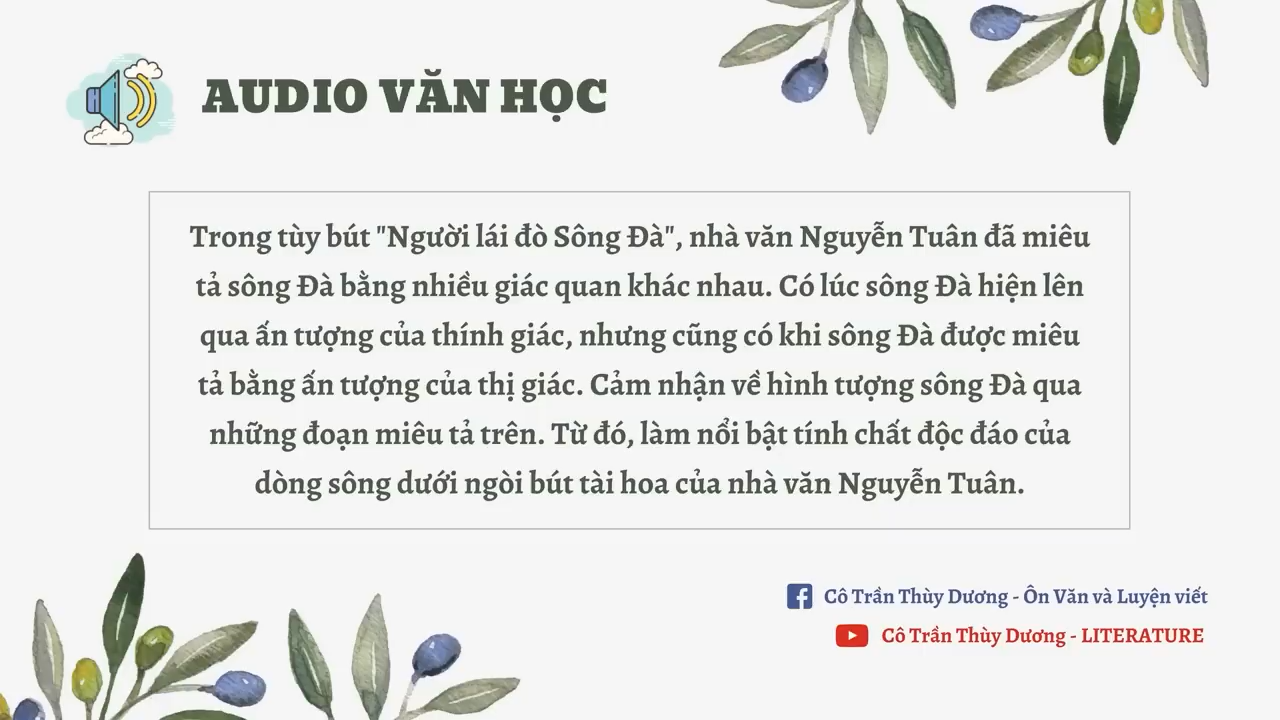 AUDIO VĂN HỌC
Trong tùy bút "Người lái đò Sông Đà", nhà văn Nguyễn Tuân đã miêu
tả sông Đà bằng nhiều giác quan khác nhau. Có lúc sông Đà hiện lên
qua ấn tượng của thính giác, nhưng cũng có khi sông Đà được miêu
tả bằng ấn tượng của thị giác. Cảm nhận về hình tượng sông Đà qua
những đoạn miêu tả trên. Từ đó, làm nổi bật tính chất độc đáo của
dòng sông dưới ngòi bút tài hoa của nhà văn Nguyễn Tuân.
Cô Trần Thùy Dương - Ôn Văn và Luyện viết
Cô Trần Thùy Dương - LITERATURE